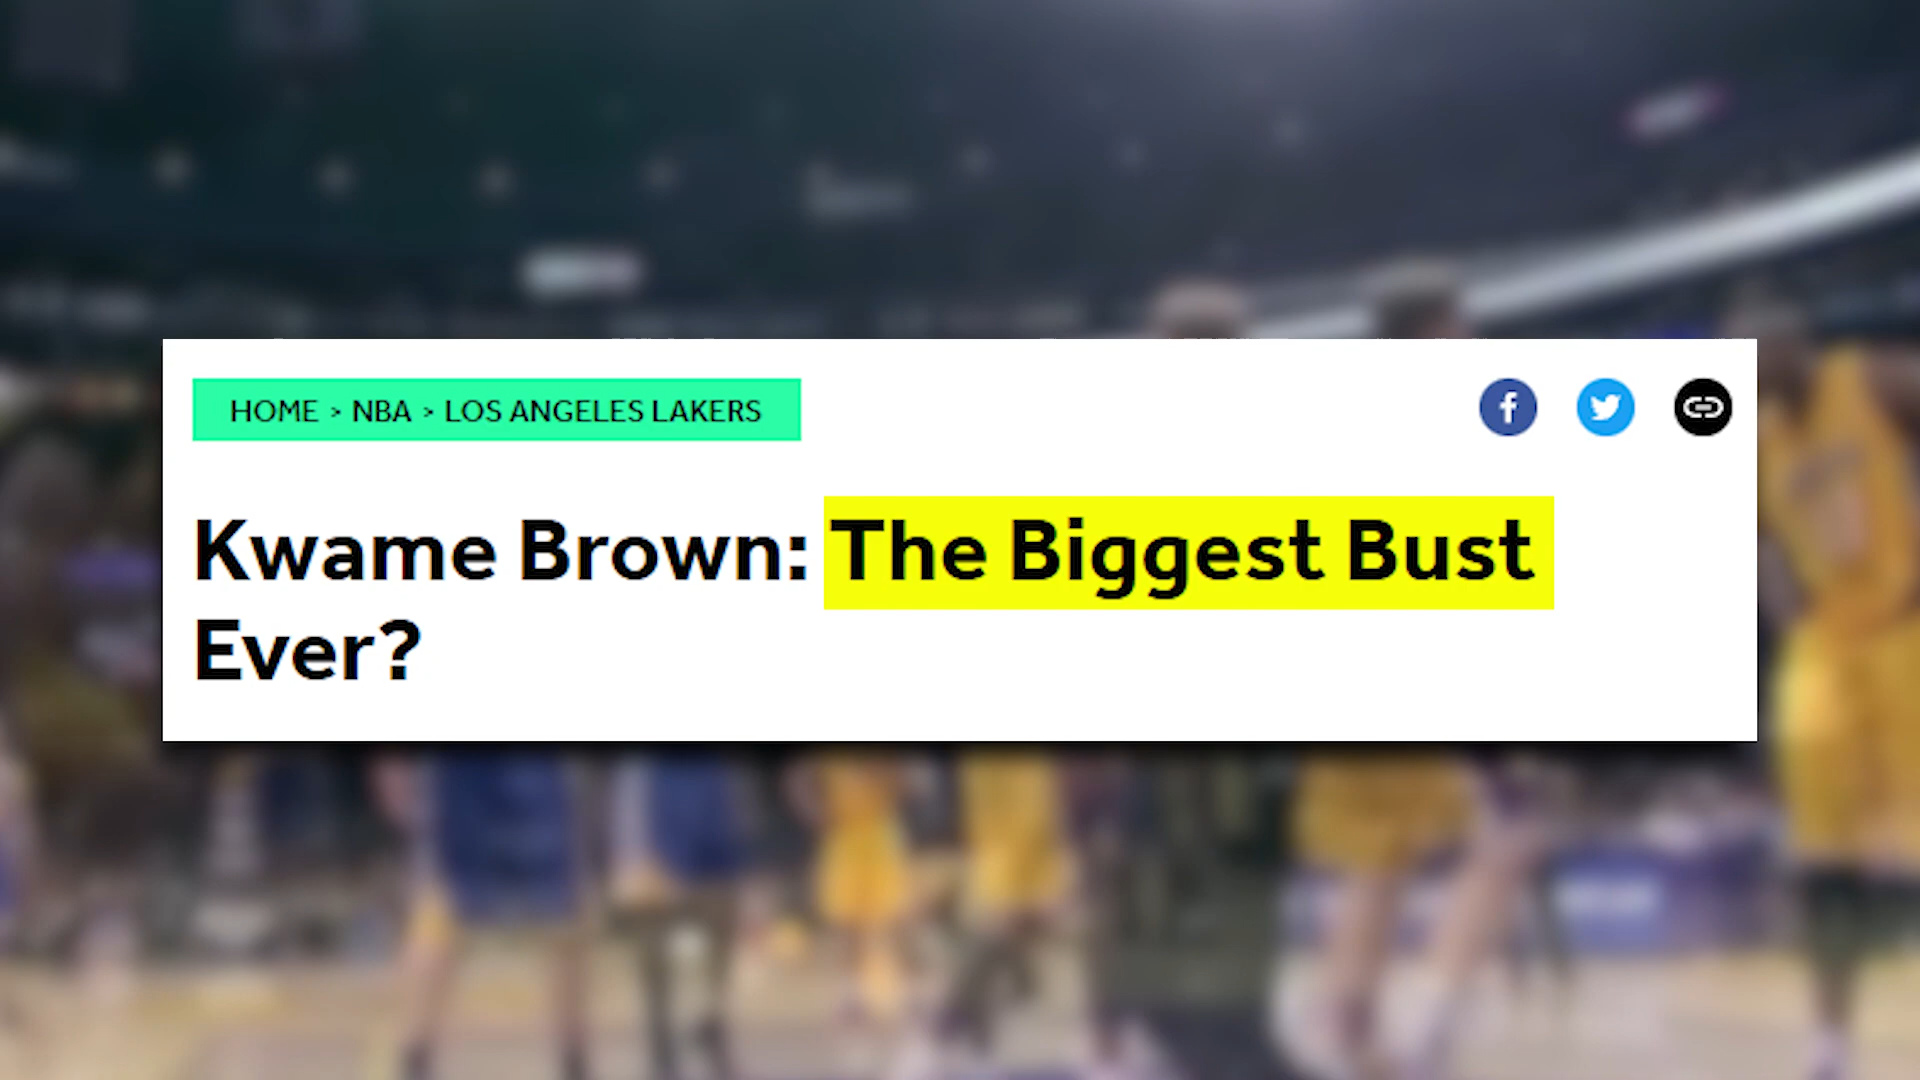 HOME > NBA > LOS ANGELES LAKERS
Kwame Brown: The Biggest Bust
Ever?